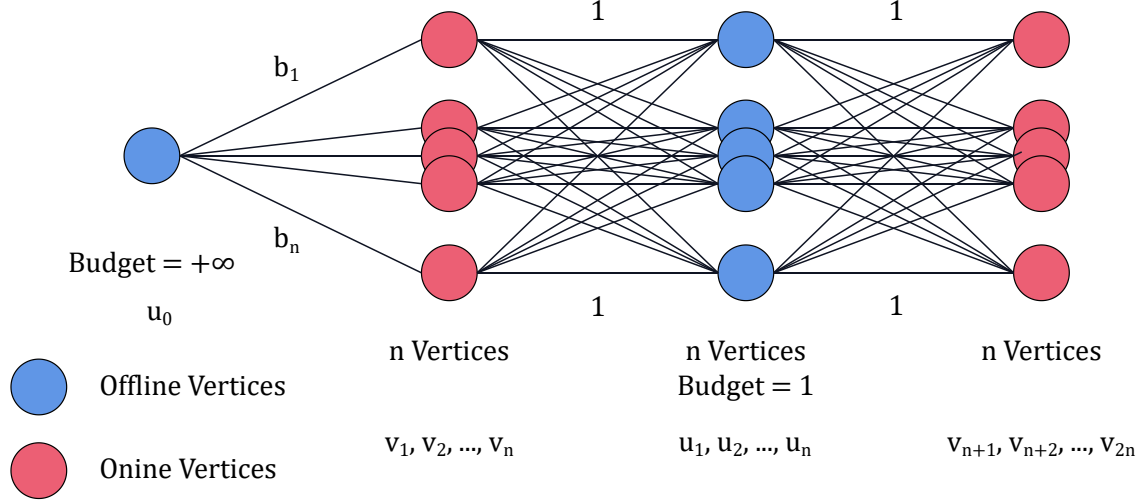 1 1
b₁
bₙ
1 1
Budget = +∞
u₀
n Vertices n Vertices n Vertices
Budget = 1
Offline Vertices
v₁, v₂, ..., vₙ u₁, u₂, ..., uₙ vₙ₊₁, vₙ₊₂, ..., v₂ₙ
Onine Vertices